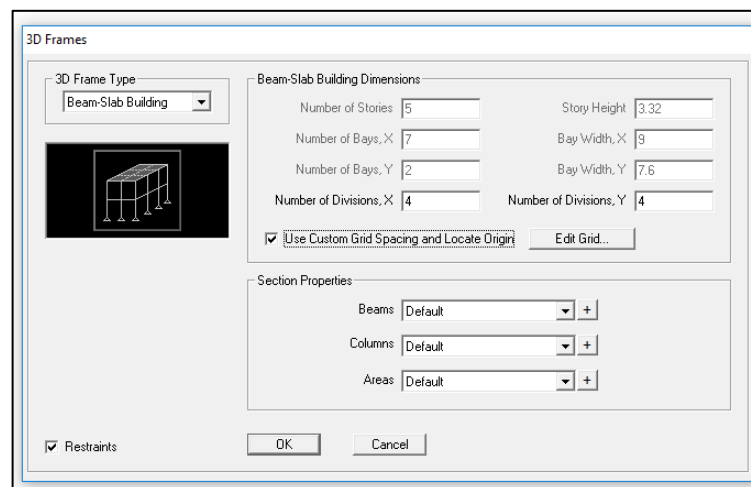 3D Frames
3D Frame Type
Beam-Slab Building
Beam-Slab Building Dimensions
Number of Stories 5 Story Height 3.32
Number of Bays, X 7 Bay Width, X 9
Number of Bays, Y 2 Bay Width, Y 7.6
Number of Divisions, X 4 Number of Divisions, Y 4
Use Custom Grid Spacing and Locate Origin Edit Grid...
Section Properties
Beams Default +
Columns Default +
Areas Default +
Restraints OK Cancel